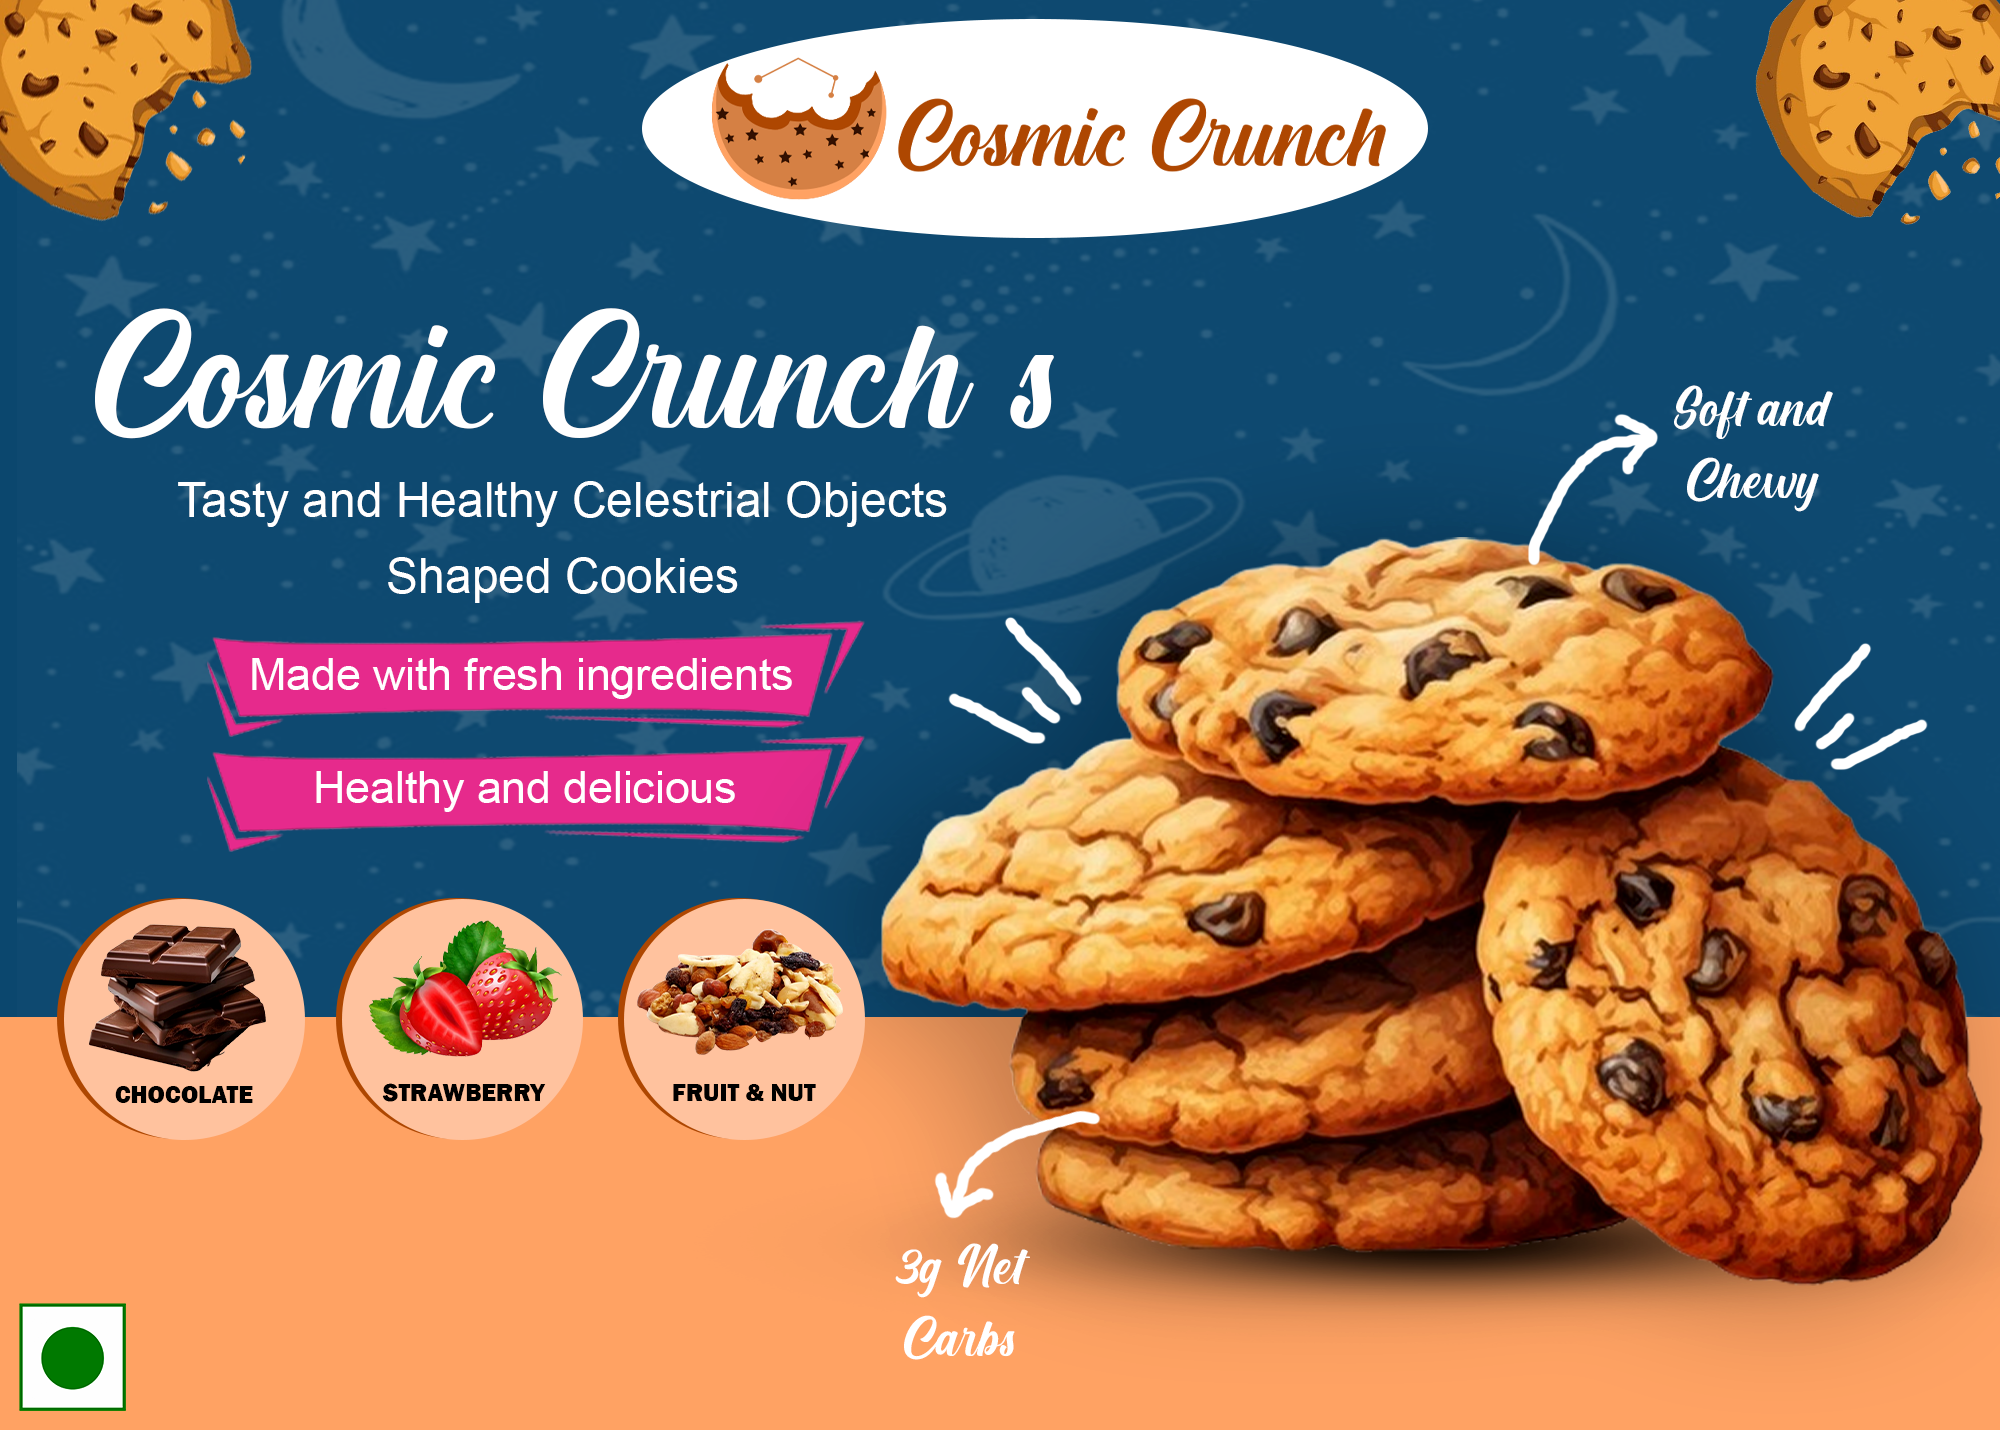 Cosmic Crunch
Cosmic Crunch s
Tasty and Healthy Celestrial Objects
Shaped Cookies
Made with fresh ingredients
Healthy and delicious
Soft and
Chewy
CHOCOLATE
STRAWBERRY
FRUIT & NUT
3g Net
Carbs